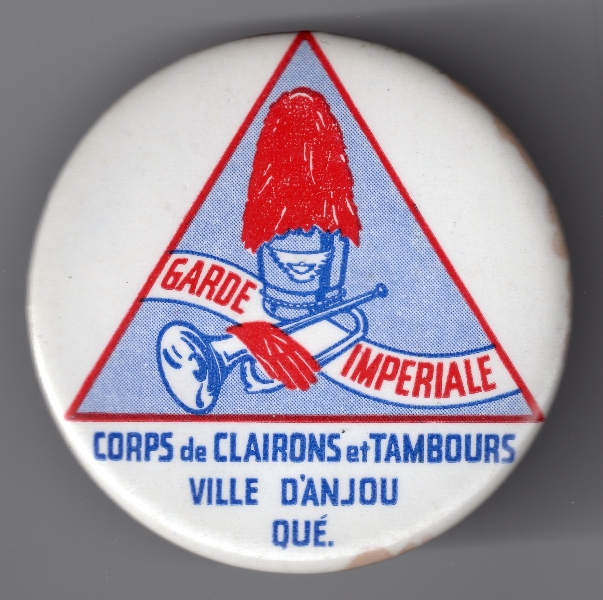 GARDE
IMPERIALE
CORPS de CLAIRONS et TAMBOURS
VILLE D'ANJOU
QUÉ.